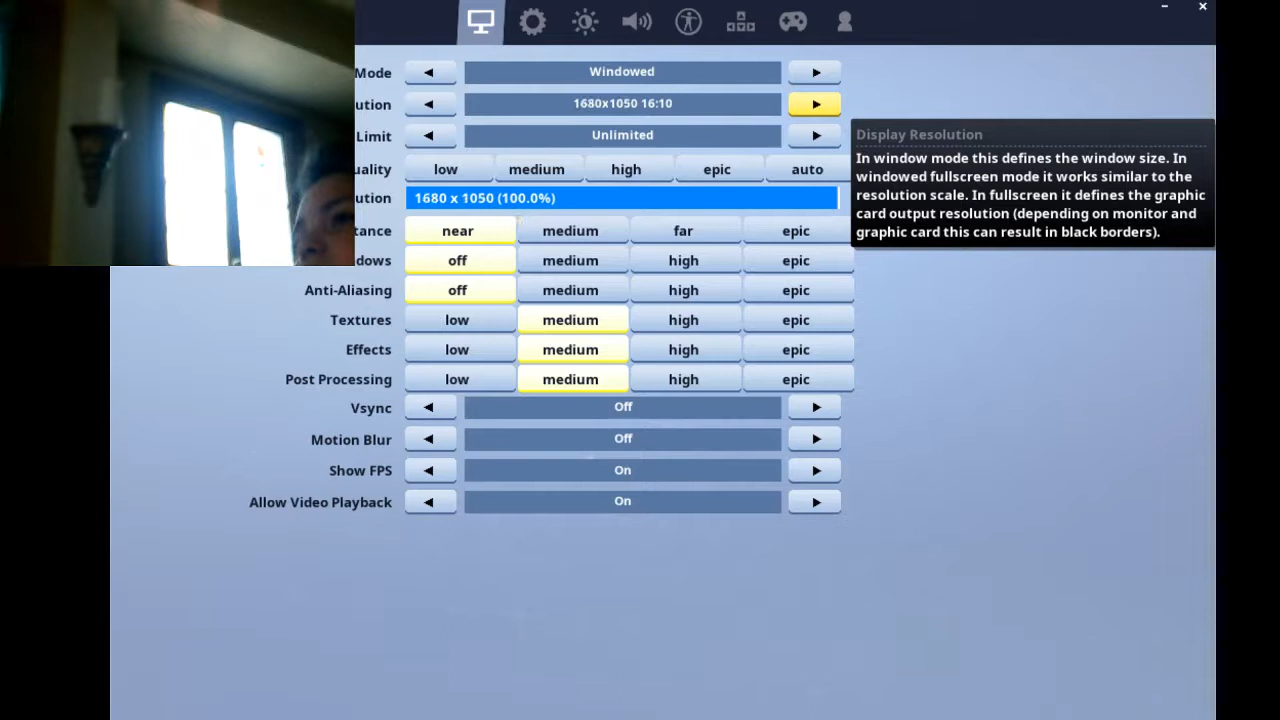 Mode ◄ Windowed ►
ution ◄ 1680x1050 16:10 ►
Limit ◄ Unlimited ►
uality low medium high epic auto
ution 1680 x 1050 (100.0%)
tance near medium far epic
dows off medium high epic
Anti-Aliasing off medium high epic
Textures low medium high epic
Effects low medium high epic
Post Processing low medium high epic
Vsync ◄ Off ►
Motion Blur ◄ Off ►
Show FPS ◄ On ►
Allow Video Playback ◄ On ►
Display Resolution
In window mode this defines the window size. In
windowed fullscreen mode it works similar to the
resolution scale. In fullscreen it defines the graphic
card output resolution (depending on monitor and
graphic card this can result in black borders).